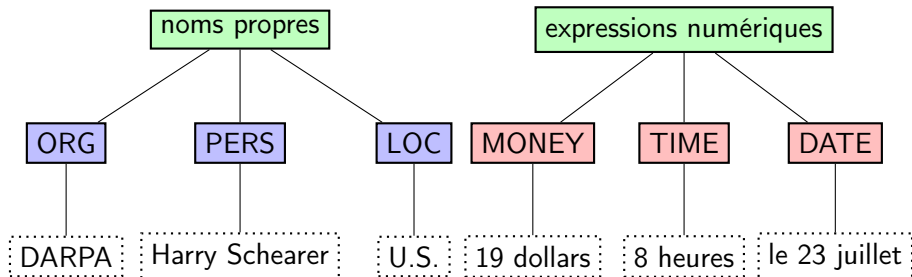 noms propres
expressions numériques
ORG
PERS
LOC
MONEY
TIME
DATE
DARPA
Harry Schearer
U.S.
19 dollars
8 heures
le 23 juillet